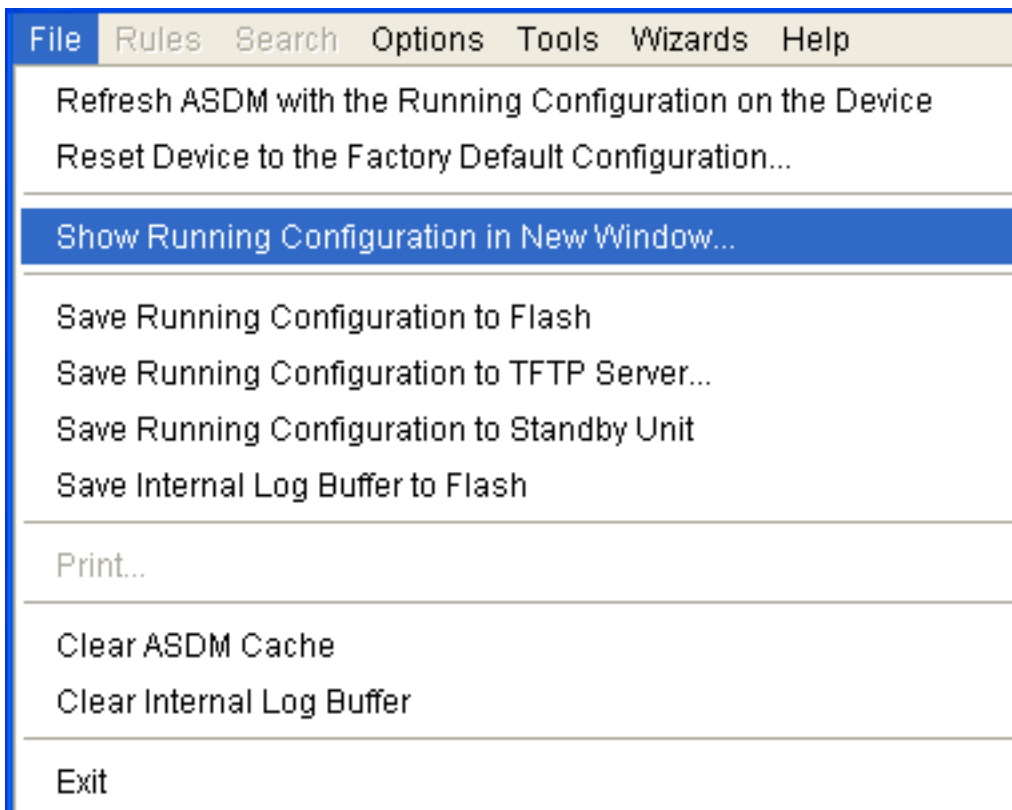 File Rules Search Options Tools Wizards Help
Refresh ASDM with the Running Configuration on the Device
Reset Device to the Factory Default Configuration...
Show Running Configuration in New Window...
Save Running Configuration to Flash
Save Running Configuration to TFTP Server...
Save Running Configuration to Standby Unit
Save Internal Log Buffer to Flash
Print...
Clear ASDM Cache
Clear Internal Log Buffer
Exit